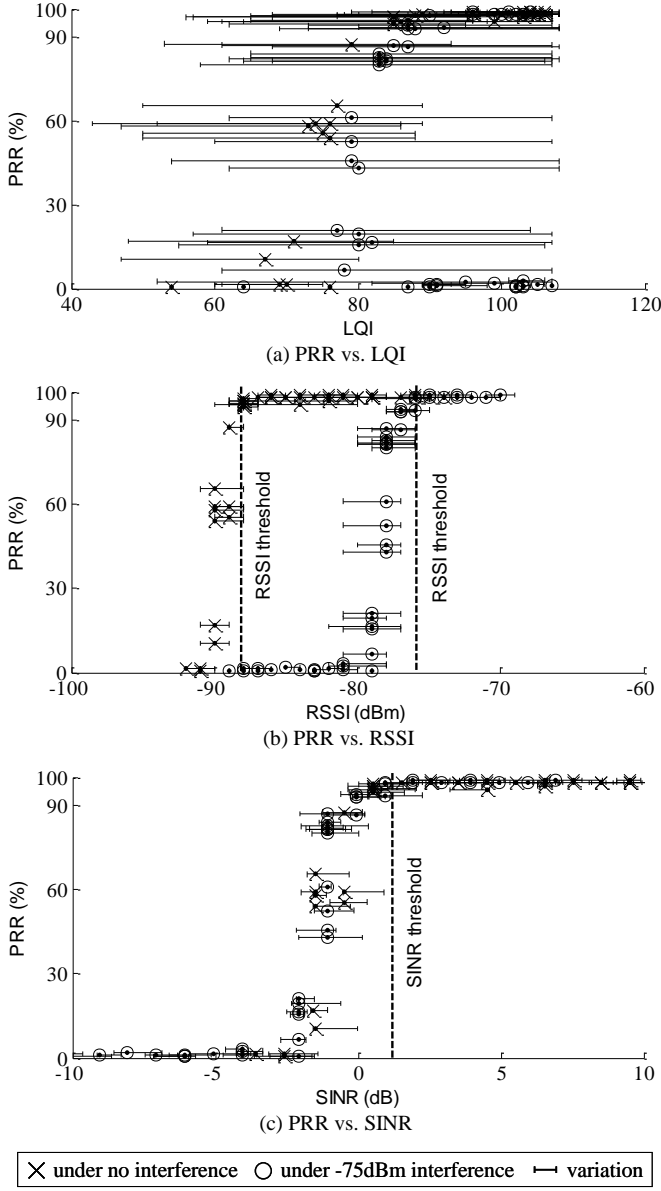 100
90
60
30
0
PRR (%)
40
60
80
100
120
LQI
(a) PRR vs. LQI
100
90
60
30
0
PRR (%)
RSSI threshold
RSSI threshold
-100
-90
-80
-70
-60
RSSI (dBm)
(b) PRR vs. RSSI
100
90
60
30
0
PRR (%)
SINR threshold
-10
-5
0
5
10
SINR (dB)
(c) PRR vs. SINR
under no interference under -75dBm interference variation